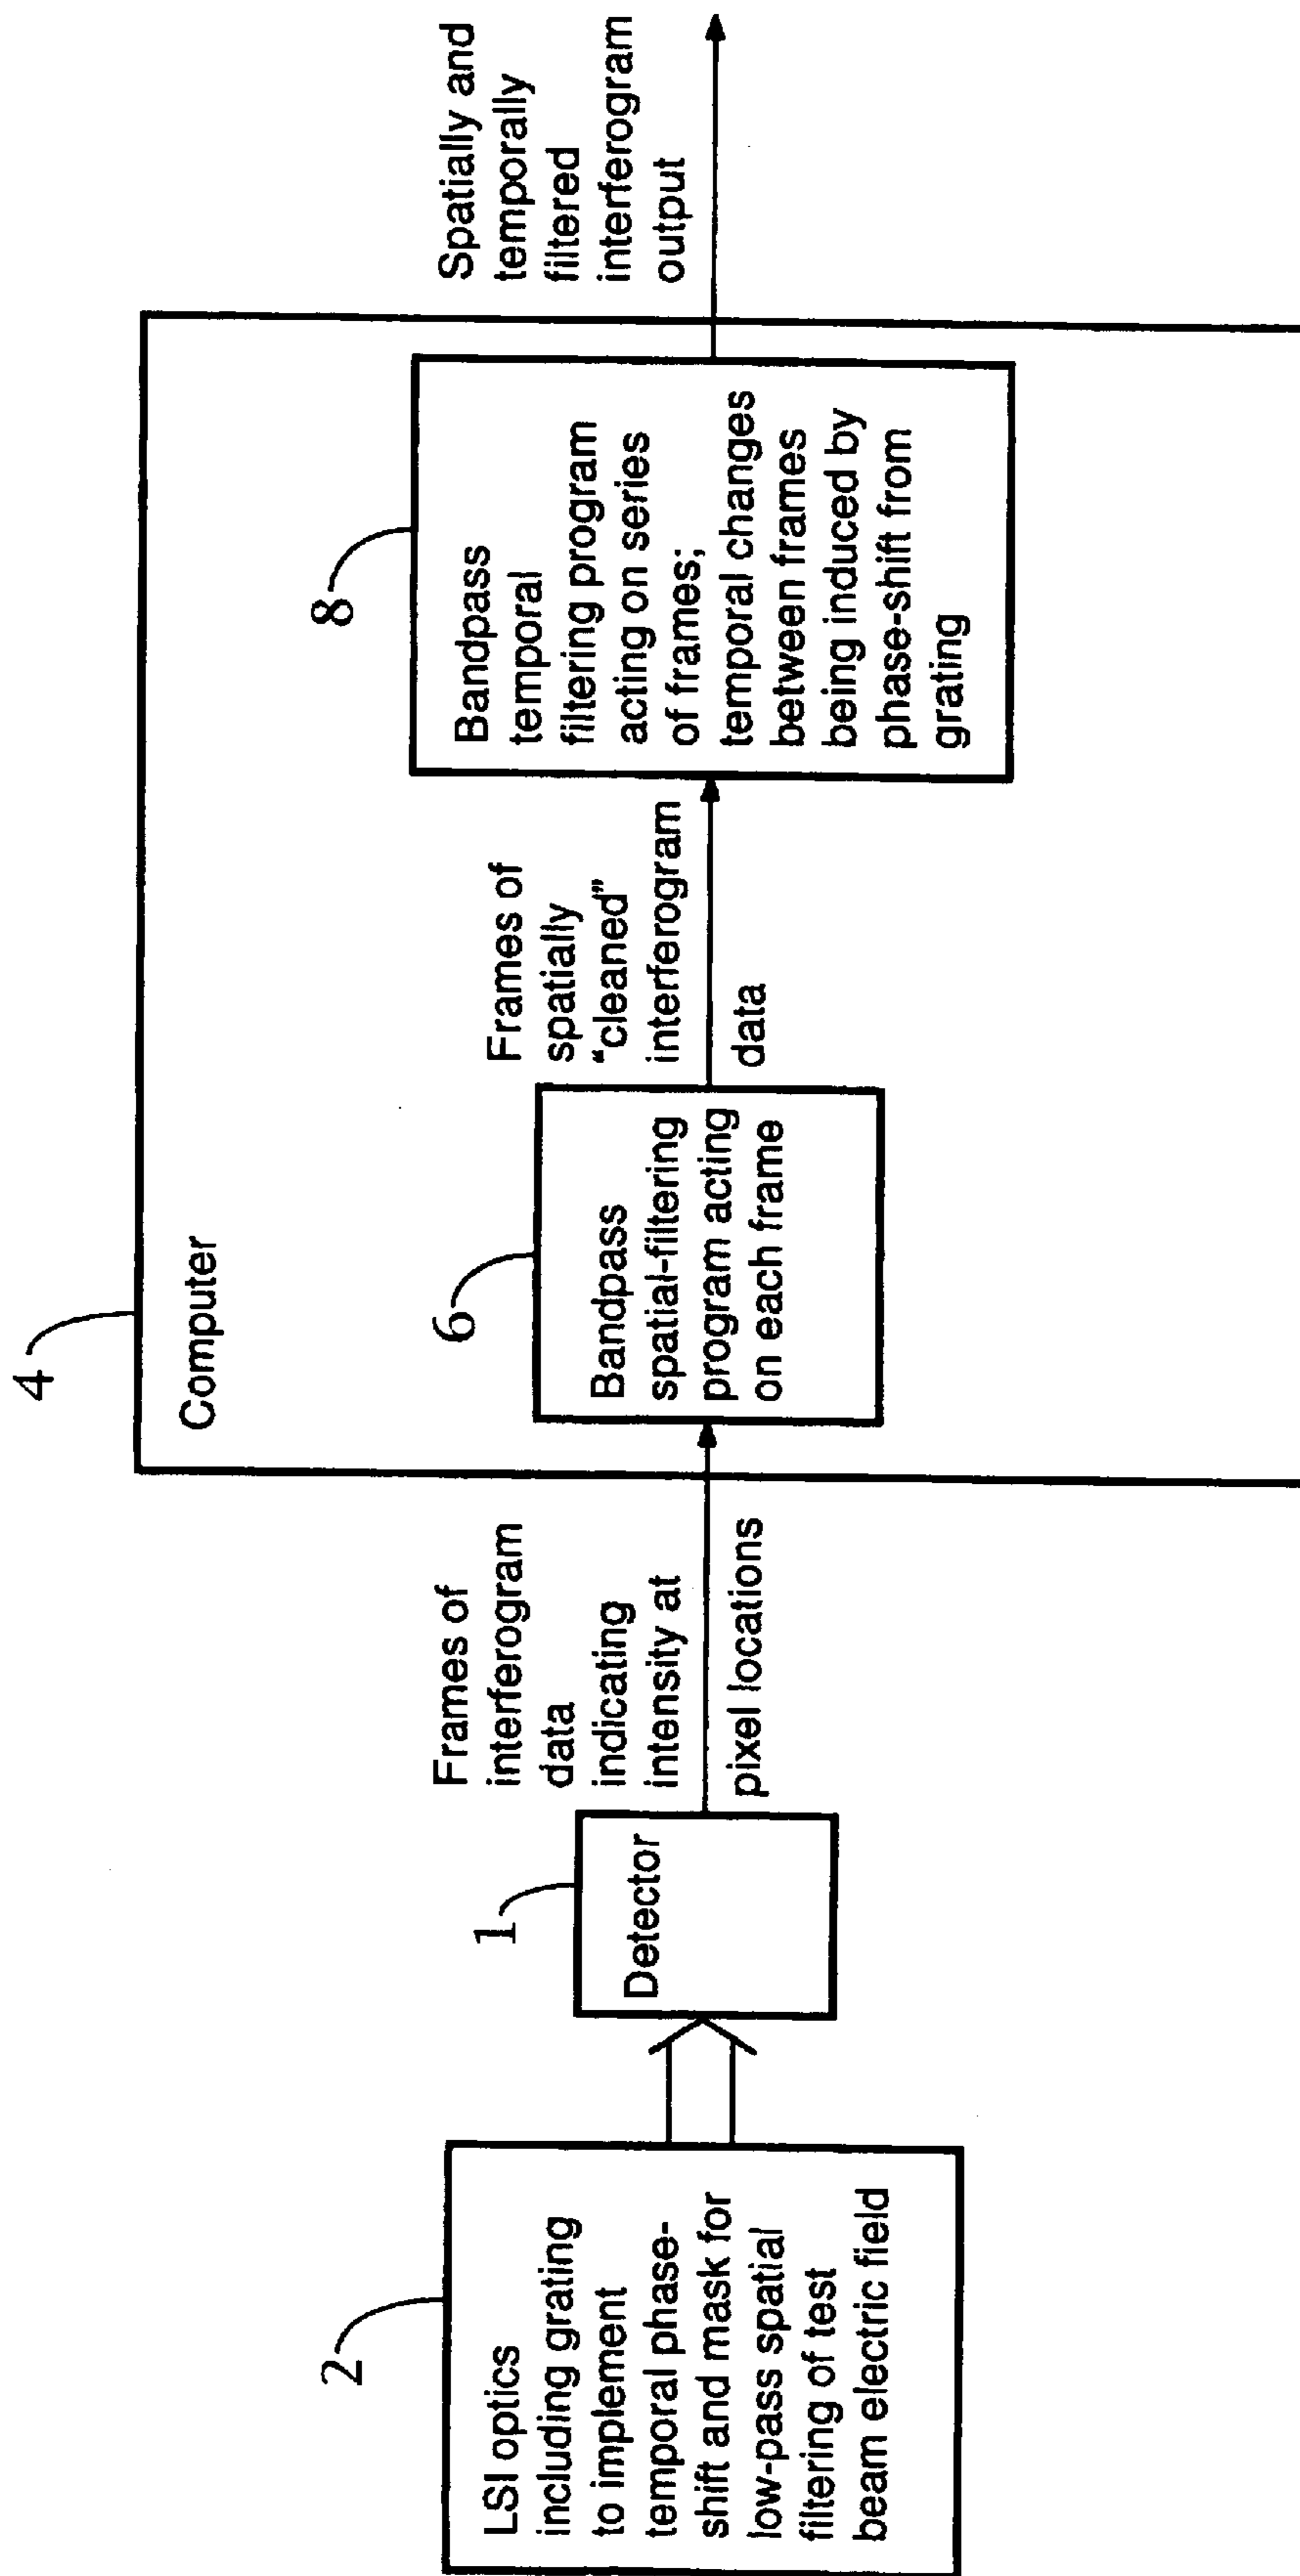 2
LSI optics
including grating
to implement
temporal phase-
shift and mask for
low-pass spatial
filtering of test
beam electric field
1
Detector
Frames of
interferogram
data
indicating
intensity at
pixel locations
4
Computer
6
Bandpass
spatial-filtering
program acting
on each frame
Frames of
spatially
“cleaned”
interferogram
data
8
Bandpass
temporal
filtering program
acting on series
of frames;
temporal changes
between frames
being induced by
phase-shift from
grating
Spatially and
temporally
filtered
interferogram
output